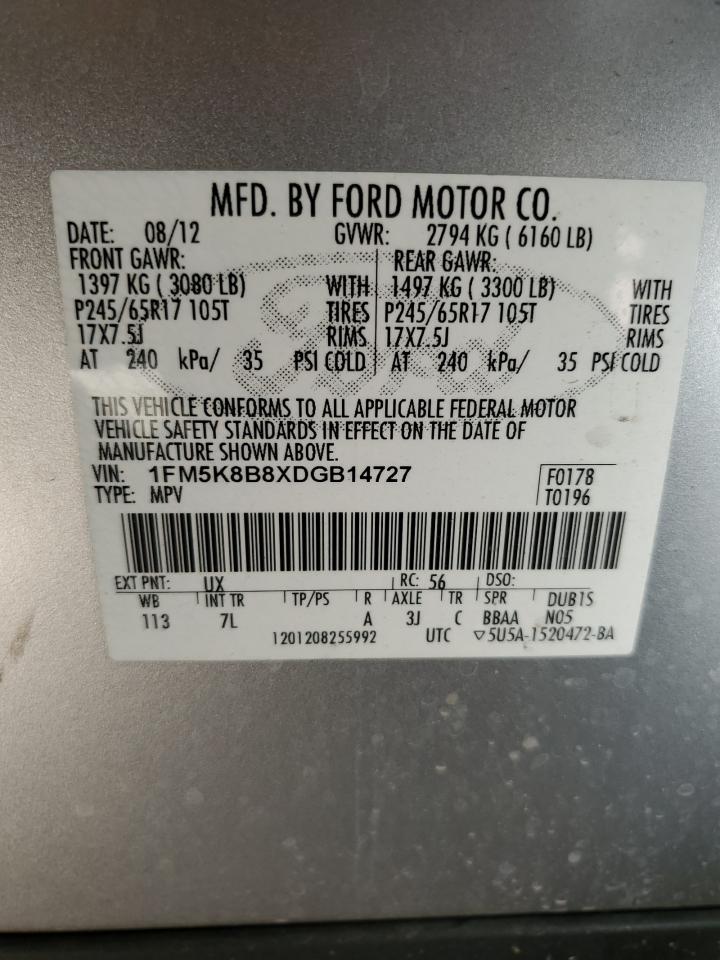 MFD. BY FORD MOTOR CO.
DATE: 08/12 GVWR: 2794 KG ( 6160 LB)
FRONT GAWR: REAR GAWR:
1397 KG ( 3080 LB) WITH 1497 KG ( 3300 LB) WITH
P245/65R17 105T TIRES P245/65R17 105T TIRES
17X7.5J RIMS 17X7.5J RIMS
AT 240 kPa/ 35 PSI COLD AT 240 kPa/ 35 PSI COLD
THIS VEHICLE CONFORMS TO ALL APPLICABLE FEDERAL MOTOR
VEHICLE SAFETY STANDARDS IN EFFECT ON THE DATE OF
MANUFACTURE SHOWN ABOVE.
VIN: 1FM5K8B8XDGB14727 F0178
TYPE: MPV T0196
EXT PNT: UX RC: 56 DSO:
WB INT TR TP/PS R AXLE TR SPR DUB1S
113 7L A 3J C BBAA N05
1201208255992 UTC ▽5U5A-1520472-BA
Ford